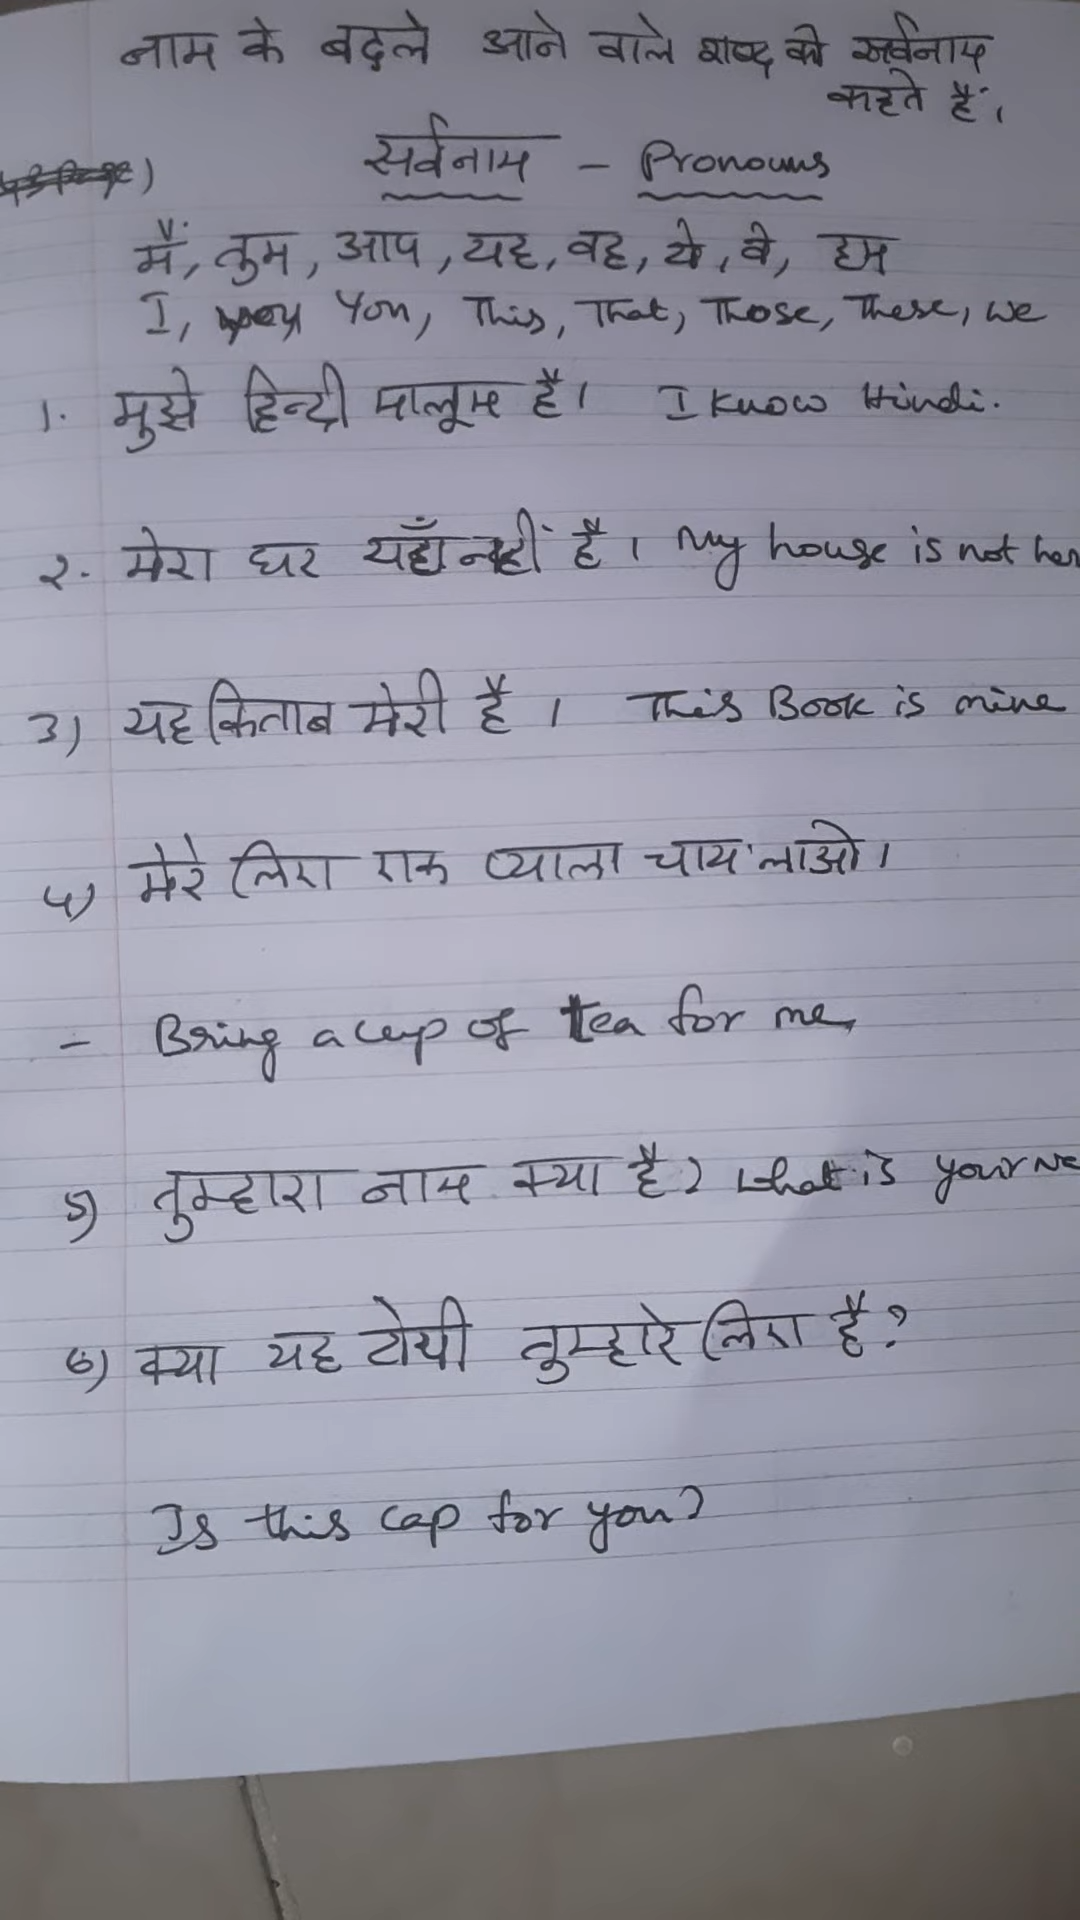 नाम के बदले आने वाले शब्द को सर्वनाम
कहते हैं।
सर्वनाम - Pronouns
मैं, तुम, आप, यह, वह, ये, वे, हम
I, You, This, That, Those, These, we
1. मुझे हिन्दी मालूम है। I know Hindi.
२. मेरा घर यहाँ नहीं है। My house is not her
3) यह किताब मेरी है। This Book is mine
4) मेरे लिए एक प्याला चाय लाओ।
- Bring a cup of tea for me,
5) तुम्हारा नाम क्या है? What is your
6) क्या यह टोपी तुम्हारे लिए है?
Is this cap for you?